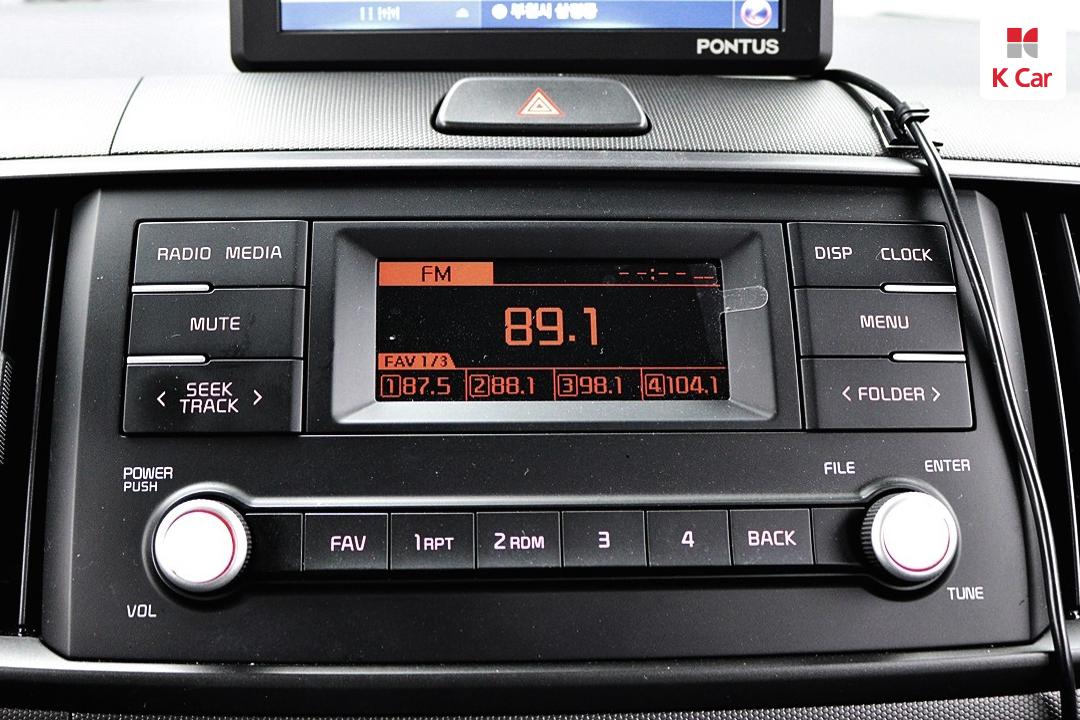 PONTUS
K Car
RADIO MEDIA
MUTE
< SEEK TRACK >
FM
--:-- --
89.1
FAV 1/3
1 87.5 2 88.1 3 98.1 4 104.1
DISP CLOCK
MENU
< FOLDER >
POWER
PUSH
VOL
FAV 1 RPT 2 RDM 3 4 BACK
FILE ENTER
TUNE